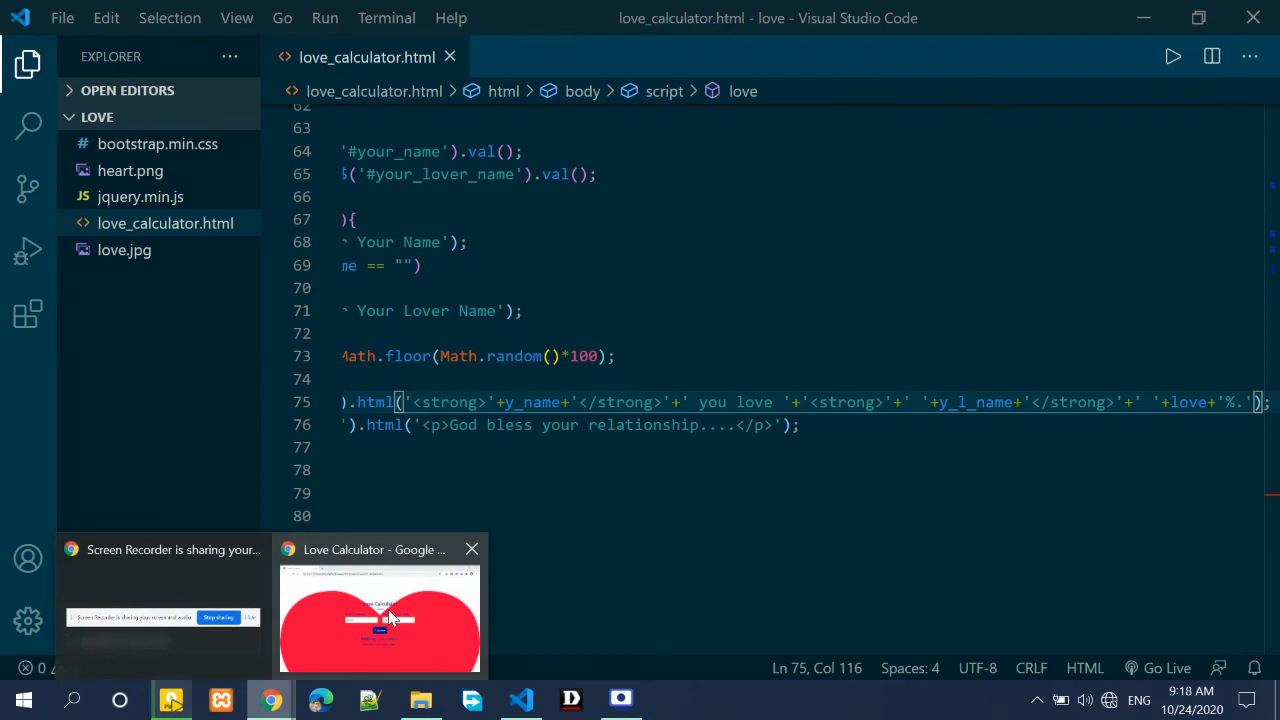 File Edit Selection View Go Run Terminal Help
love_calculator.html - love - Visual Studio Code
EXPLORER
OPEN EDITORS
LOVE
# bootstrap.min.css
heart.png
JS jquery.min.js
<> love_calculator.html
love.jpg
<> love_calculator.html
<> love_calculator.html > html > body > script > love
62
63
64 '#your_name').val();
65 $('#your_lover_name').val();
66
67 ){
68 Your Name');
69 me == "")
70
71 Your Lover Name');
72
73 Math.floor(Math.random()*100);
74
75 ).html('<strong>'+y_name+'</strong>'+' you love '+'<strong>'+' '+y_l_name+'</strong>'+' '+love+'%.');
76 ').html('<p>God bless your relationship....</p>');
77
78
79
80
Screen Recorder is sharing your...
Love Calculator - Google ...
Screen Recorder is sharing your screen and audio. Stop sharing Hide
Love Calculator
0 Ln 75, Col 116 Spaces: 4 UTF-8 CRLF HTML Go Live
ENG
5:18 AM
10/24/2020